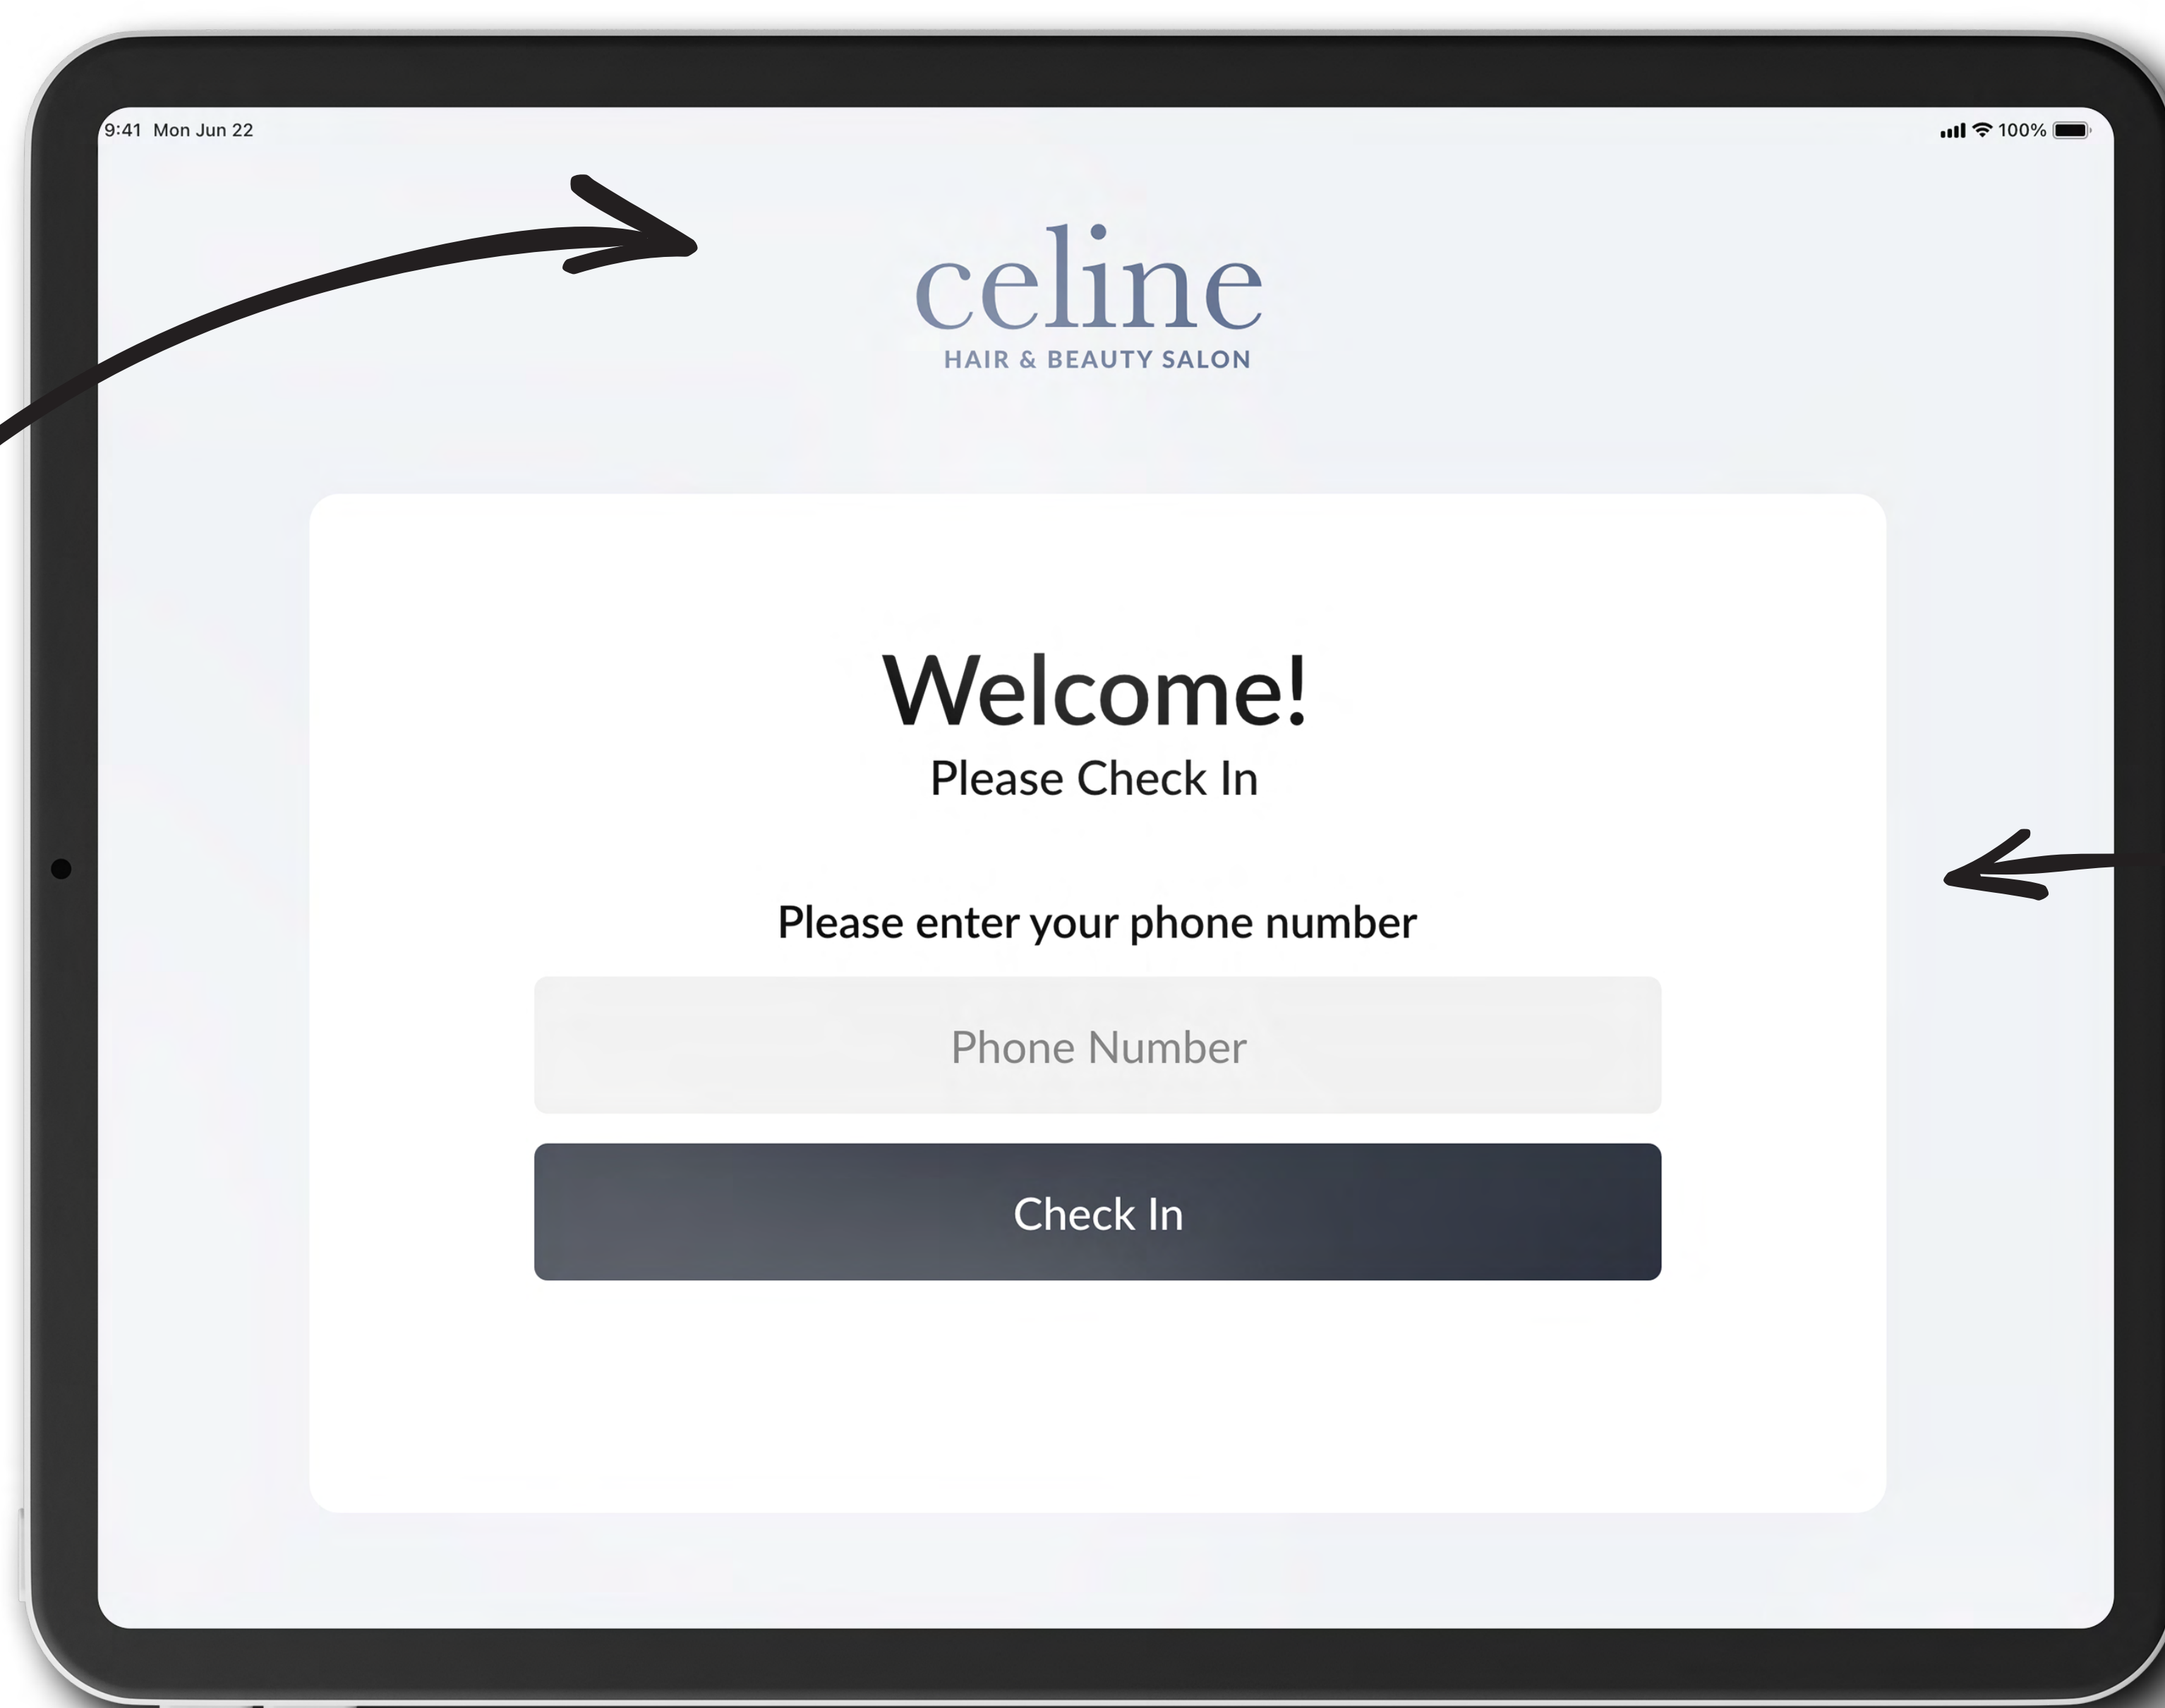 9:41 Mon Jun 22
100%
celine
HAIR & BEAUTY SALON
Welcome!
Please Check In
Please enter your phone number
Phone Number
Check In